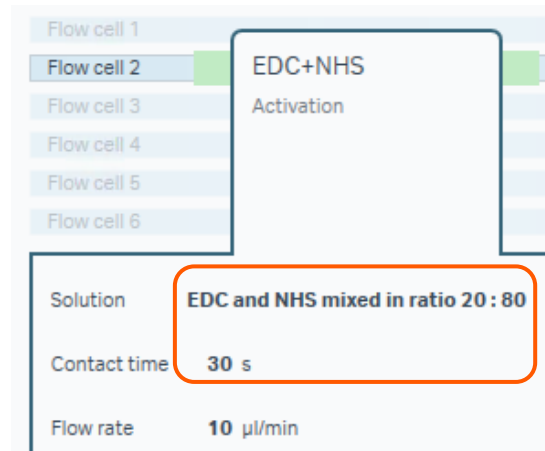 Flow cell 1
Flow cell 2
EDC+NHS
Flow cell 3
Activation
Flow cell 4
Flow cell 5
Flow cell 6
Solution EDC and NHS mixed in ratio 20 : 80
Contact time 30 s
Flow rate 10 µl/min